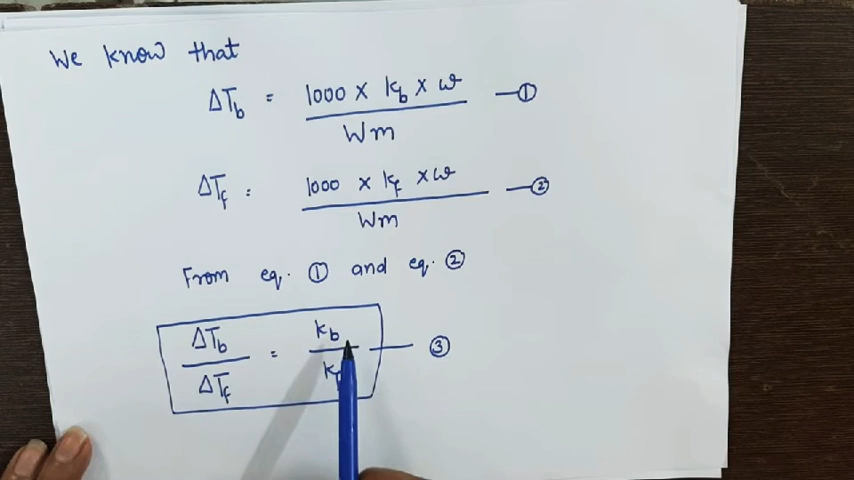 We know that
ΔTb = 1000 × kb × w / Wm —①
ΔTf = 1000 × kf × w / Wm —②
From eq. ① and eq. ②
ΔTb / ΔTf = kb / kf —③